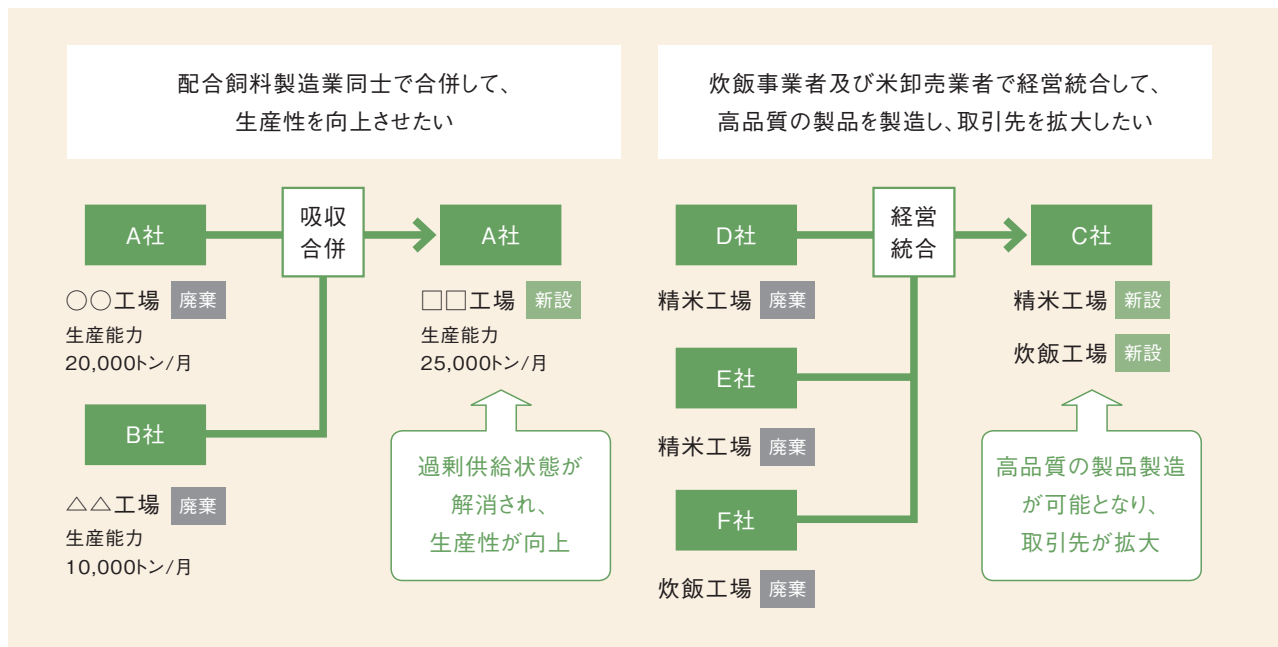 配合飼料製造業同士で合併して、
生産性を向上させたい
A社
吸収
合併
A社
○○工場 廃棄
生産能力
20,000トン/月
□□工場 新設
生産能力
25,000トン/月
B社
△△工場 廃棄
生産能力
10,000トン/月
過剰供給状態が
解消され、
生産性が向上
炊飯事業者及び米卸売業者で経営統合して、
高品質の製品を製造し、取引先を拡大したい
D社
経営
統合
C社
精米工場 廃棄
精米工場 新設
炊飯工場 新設
E社
精米工場 廃棄
F社
炊飯工場 廃棄
高品質の製品製造
が可能となり、
取引先が拡大